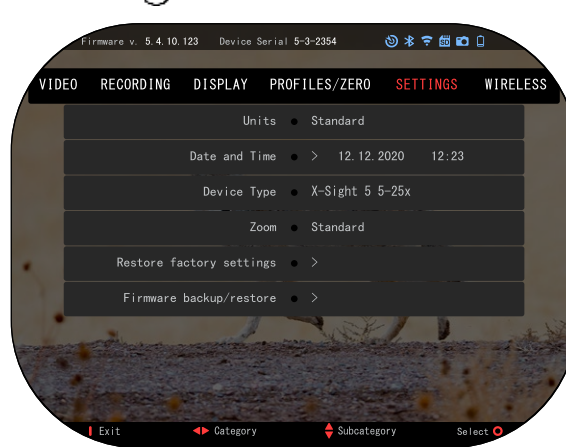 Firmware v. 5.4.10.123 Device Serial 5-3-2354
VIDEO RECORDING DISPLAY PROFILES/ZERO SETTINGS WIRELESS
Units ● Standard
Date and Time ● > 12.12.2020 12:23
Device Type ● X-Sight 5 5-25x
Zoom ● Standard
Restore factory settings ● >
Firmware backup/restore ● >
Exit Category Subcategory Select